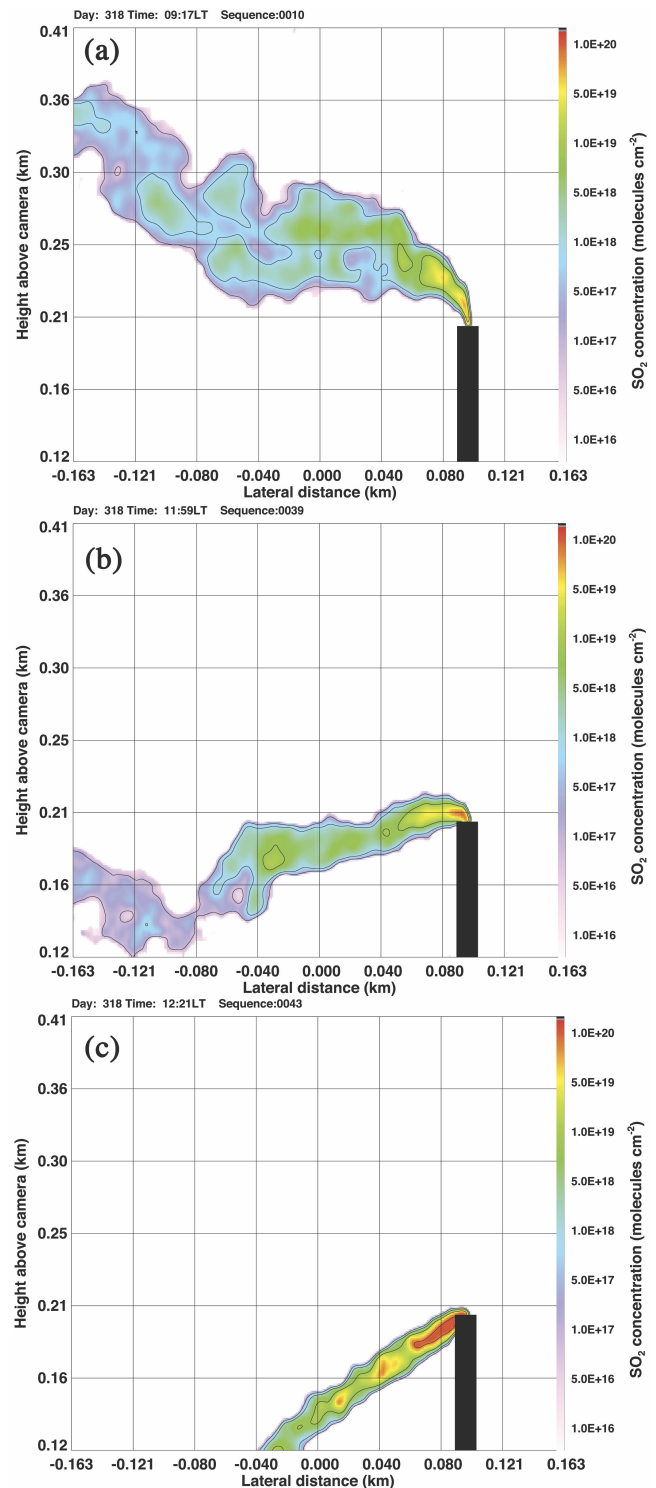 Day: 318 Time: 09:17LT Sequence:0010
(a)
0.41
0.36
0.30
0.25
0.21
0.16
0.12
Height above camera (km)
-0.163 -0.121 -0.080 -0.040 0.000 0.040 0.080 0.121 0.163
Lateral distance (km)
1.0E+20
5.0E+19
1.0E+19
5.0E+18
1.0E+18
5.0E+17
1.0E+17
5.0E+16
1.0E+16
SO₂ concentration (molecules cm⁻²)
Day: 318 Time: 11:59LT Sequence:0039
(b)
0.41
0.36
0.30
0.25
0.21
0.16
0.12
Height above camera (km)
-0.163 -0.121 -0.080 -0.040 0.000 0.040 0.080 0.121 0.163
Lateral distance (km)
1.0E+20
5.0E+19
1.0E+19
5.0E+18
1.0E+18
5.0E+17
1.0E+17
5.0E+16
1.0E+16
SO₂ concentration (molecules cm⁻²)
Day: 318 Time: 12:21LT Sequence:0043
(c)
0.41
0.36
0.30
0.25
0.21
0.16
0.12
Height above camera (km)
-0.163 -0.121 -0.080 -0.040 0.000 0.040 0.080 0.121 0.163
Lateral distance (km)
1.0E+20
5.0E+19
1.0E+19
5.0E+18
1.0E+18
5.0E+17
1.0E+17
5.0E+16
1.0E+16
SO₂ concentration (molecules cm⁻²)